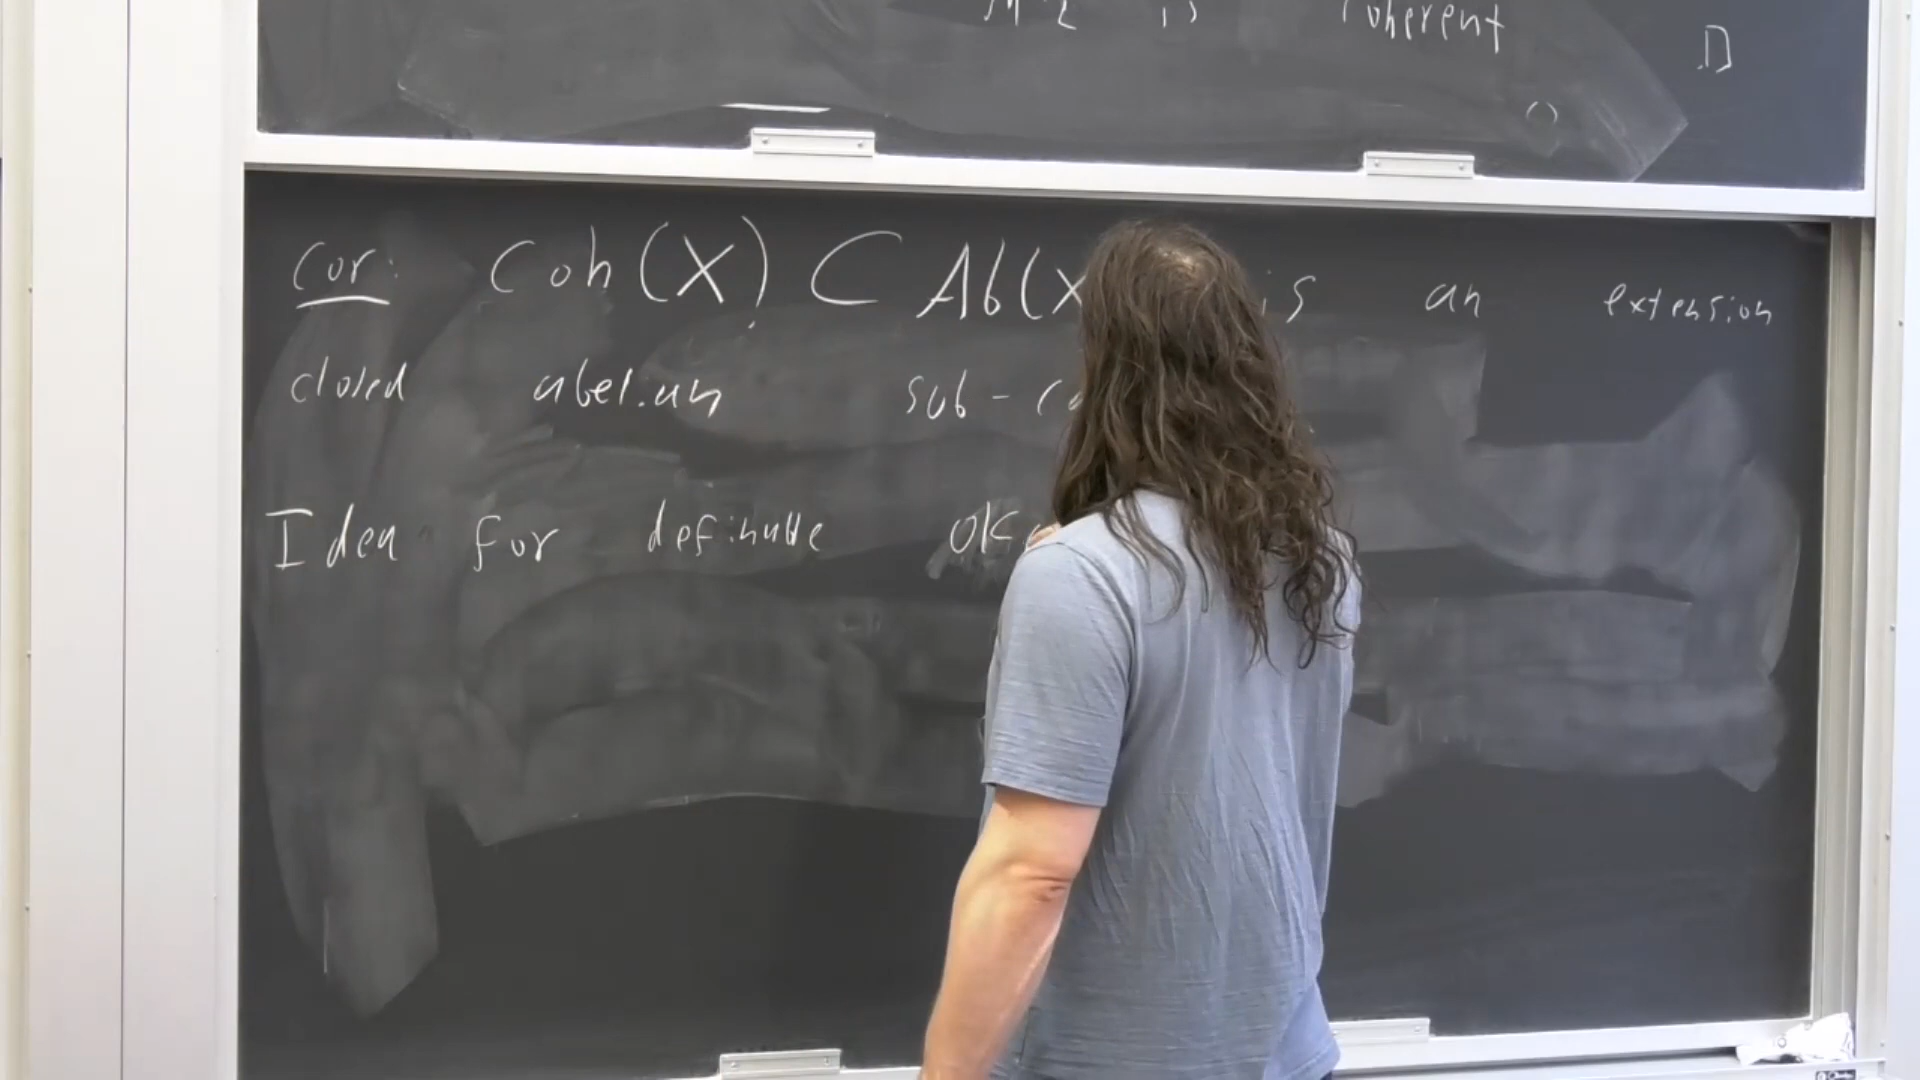 is coherent
Cor: Coh(X) ⊂ Ab(X is an extension
closed abelian sub-
Idea for definable